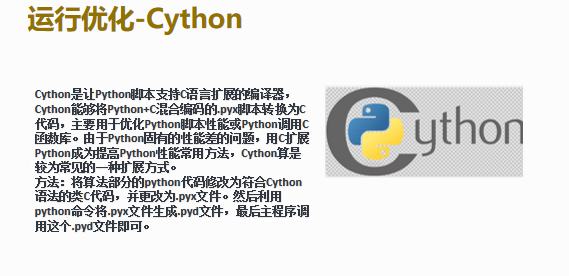 运行优化-Cython
Cython是让Python脚本支持C语言扩展的编译器，
Cython能够将Python+C混合编码的.pyx脚本转换为C
代码，主要用于优化Python脚本性能或Python调用C
函数库。由于Python固有的性能差的问题，用C扩展
Python成为提高Python性能常用方法，Cython算是
较为常见的一种扩展方式。
方法：将算法部分的python代码修改为符合Cython
语法的类C代码，并更改为.pyx文件。然后利用
python命令将.pyx文件生成.pyd文件，最后主程序调
用这个.pyd文件即可。
Cython